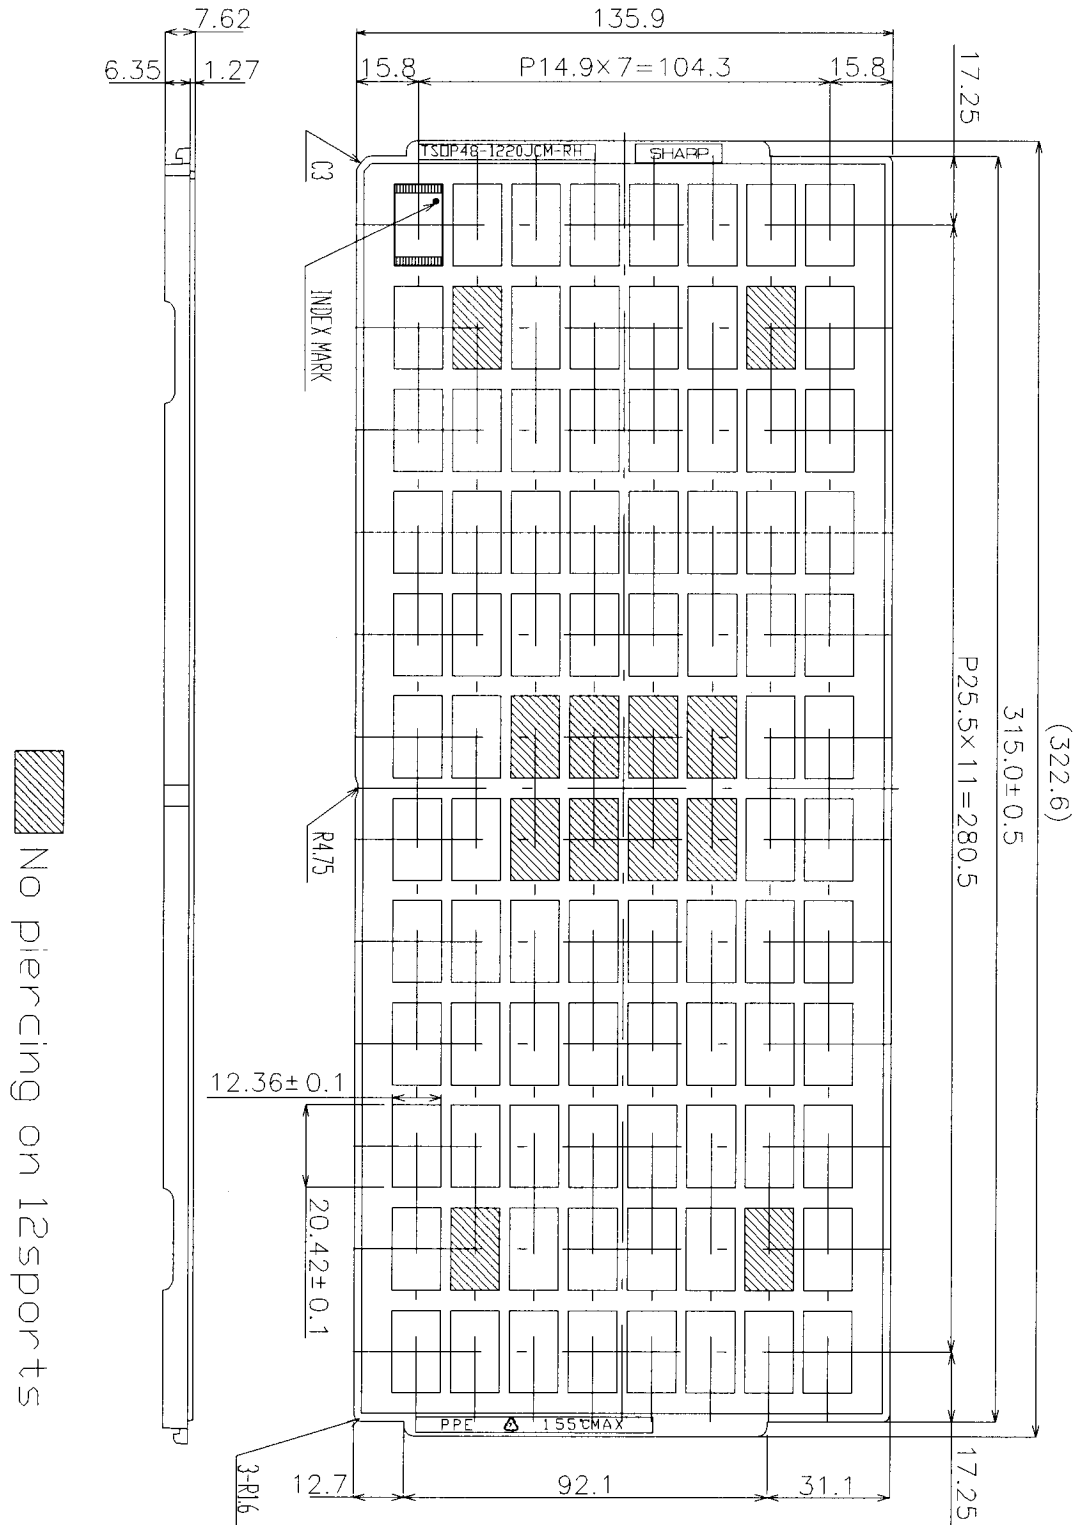 7.62
135.9
6.35
1.27
15.8
P14.9×7=104.3
15.8
17.25
TSOP48-1220JCM-RH
SHARP
C3
INDEX MARK
(322.6)
315.0±0.5
P25.5×11=280.5
R4.75
12.36±0.1
20.42±0.1
No piercing on 12sports
PPE 155℃MAX
3-R1.6
12.7
92.1
31.1
17.25